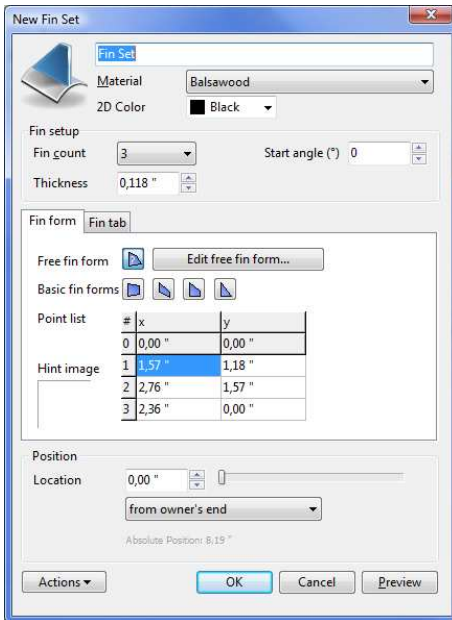 New Fin Set
Fin Set
Material Balsawood
2D Color Black
Fin setup
Fin count 3 Start angle (°) 0
Thickness 0,118 "
Fin form Fin tab
Free fin form Edit free fin form...
Basic fin forms
Point list # x y
0 0,00 " 0,00 "
1 1,57 " 1,18 "
Hint image
2 2,76 " 1,57 "
3 2,36 " 0,00 "
Position
Location 0,00 "
from owner's end
Absolute Position: 8,19 "
Actions OK Cancel Preview